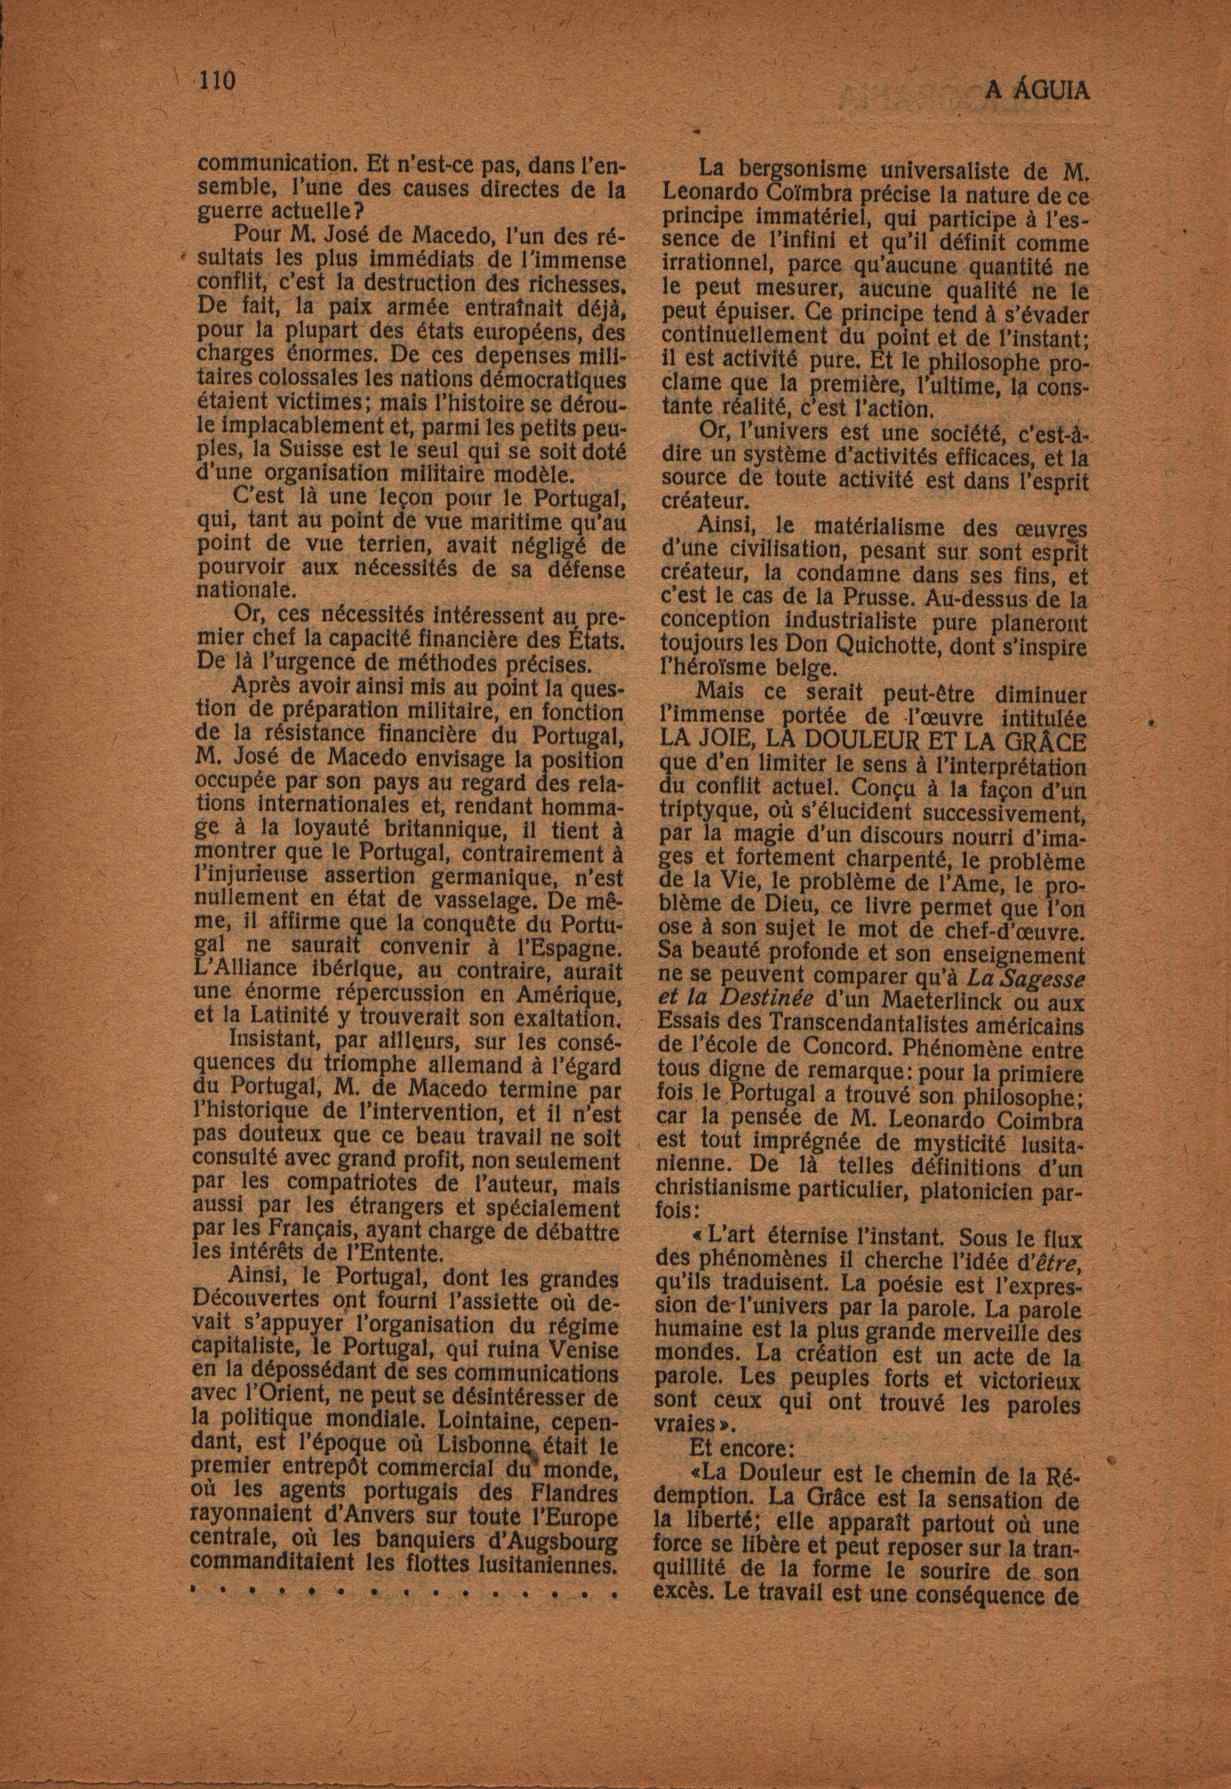 110
A ÁGUIA
communication. Et n'est-ce pas, dans l'en-
semble, l'une des causes directes de la
guerre actuelle?
Pour M. José de Macedo, l'un des ré-
sultats les plus immédiats de l'immense
conflit, c'est la destruction des richesses.
De fait, la paix armée entraînait déjà,
pour la plupart des états européens, des
charges énormes. De ces depenses mili-
taires colossales les nations démocratiques
étaient victimes; mais l'histoire se dérou-
le implacablement et, parmi les petits peu-
ples, la Suisse est le seul qui se soit doté
d'une organisation militaire modèle.
C'est là une leçon pour le Portugal,
qui, tant au point de vue maritime qu'au
point de vue terrien, avait négligé de
pourvoir aux nécessités de sa défense
nationale.
Or, ces nécessités intéressent au pre-
mier chef la capacité financière des États.
De là l'urgence de méthodes précises.
Après avoir ainsi mis au point la ques-
tion de préparation militaire, en fonction
de la résistance financière du Portugal,
M. José de Macedo envisage la position
occupée par son pays au regard des rela-
tions internationales et, rendant homma-
ge à la loyauté britannique, il tient à
montrer que le Portugal, contrairement à
l'injurieuse assertion germanique, n'est
nullement en état de vasselage. De mê-
me, il affirme que la conquête du Portu-
gal ne saurait convenir à l'Espagne.
L'Alliance ibérique, au contraire, aurait
une énorme répercussion en Amérique,
et la Latinité y trouverait son exaltation.
Insistant, par ailleurs, sur les consé-
quences du triomphe allemand à l'égard
du Portugal, M. de Macedo termine par
l'historique de l'intervention, et il n'est
pas douteux que ce beau travail ne soit
consulté avec grand profit, non seulement
par les compatriotes de l'auteur, mais
aussi par les étrangers et spécialement
par les Français, ayant charge de débattre
les intérêts de l'Entente.
Ainsi, le Portugal, dont les grandes
Découvertes ont fourni l'assiette où de-
vait s'appuyer l'organisation du régime
capitaliste, le Portugal, qui ruina Venise
en la dépossédant de ses communications
avec l'Orient, ne peut se désintéresser de
la politique mondiale. Lointaine, cepen-
dant, est l'époque où Lisbonne était le
premier entrepôt commercial du monde,
où les agents portugais des Flandres
rayonnaient d'Anvers sur toute l'Europe
centrale, où les banquiers d'Augsbourg
commanditaient les flottes lusitaniennes.
. . . . . . . . . . . . . . .
La bergsonisme universaliste de M.
Leonardo Coïmbra précise la nature de ce
principe immatériel, qui participe à l'es-
sence de l'infini et qu'il définit comme
irrationnel, parce qu'aucune quantité ne
le peut mesurer, aucune qualité ne le
peut épuiser. Ce principe tend à s'évader
continuellement du point et de l'instant;
il est activité pure. Et le philosophe pro-
clame que la première, l'ultime, la cons-
tante réalité, c'est l'action.
Or, l'univers est une société, c'est-à-
dire un système d'activités efficaces, et la
source de toute activité est dans l'esprit
créateur.
Ainsi, le matérialisme des œuvres
d'une civilisation, pesant sur sont esprit
créateur, la condamne dans ses fins, et
c'est le cas de la Prusse. Au-dessus de la
conception industrialiste pure planeront
toujours les Don Quichotte, dont s'inspire
l'héroïsme belge.
Mais ce serait peut-être diminuer
l'immense portée de l'œuvre intitulée
LA JOIE, LA DOULEUR ET LA GRÂCE
que d'en limiter le sens à l'interprétation
du conflit actuel. Conçu à la façon d'un
triptyque, où s'élucident successivement,
par la magie d'un discours nourri d'ima-
ges et fortement charpenté, le problème
de la Vie, le problème de l'Ame, le pro-
blème de Dieu, ce livre permet que l'on
ose à son sujet le mot de chef-d'œuvre.
Sa beauté profonde et son enseignement
ne se peuvent comparer qu'à La Sagesse
et la Destinée d'un Maeterlinck ou aux
Essais des Transcendantalistes américains
de l'école de Concord. Phénomène entre
tous digne de remarque: pour la primiere
fois le Portugal a trouvé son philosophe;
car la pensée de M. Leonardo Coimbra
est tout imprégnée de mysticité lusita-
nienne. De là telles définitions d'un
christianisme particulier, platonicien par-
fois:
« L'art éternise l'instant. Sous le flux
des phénomènes il cherche l'idée d'être,
qu'ils traduisent. La poésie est l'expres-
sion de l'univers par la parole. La parole
humaine est la plus grande merveille des
mondes. La création est un acte de la
parole. Les peuples forts et victorieux
sont ceux qui ont trouvé les paroles
vraies ».
Et encore:
«La Douleur est le chemin de la Ré-
demption. La Grâce est la sensation de
la liberté; elle apparaît partout où une
force se libère et peut reposer sur la tran-
quillité de la forme le sourire de son
excès. Le travail est une conséquence de